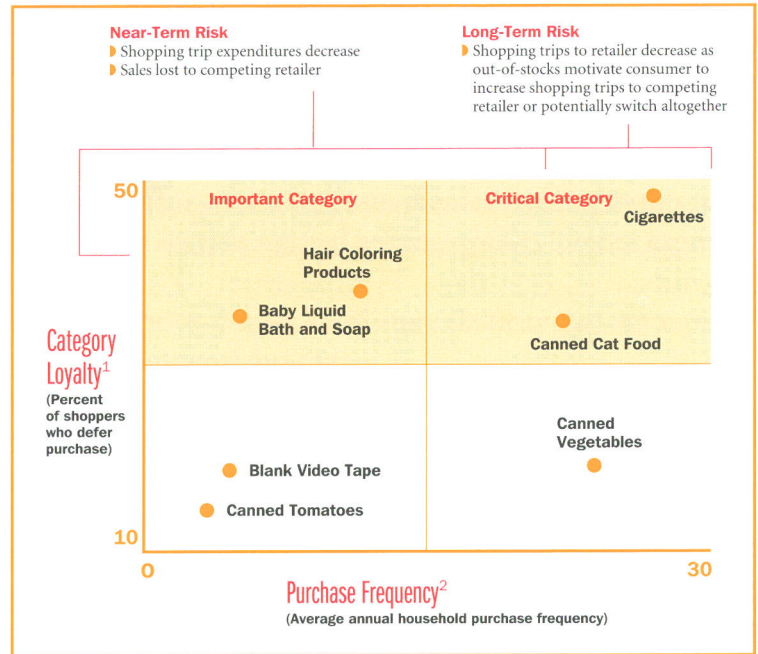 Near-Term Risk
Shopping trip expenditures decrease
Sales lost to competing retailer
Long-Term Risk
Shopping trips to retailer decrease as
out-of-stocks motivate consumer to
increase shopping trips to competing
retailer or potentially switch altogether
50
Important Category
Critical Category
Cigarettes
Hair Coloring
Products
Baby Liquid
Bath and Soap
Canned Cat Food
Category
Loyalty1
(Percent
of shoppers
who defer
purchase)
Canned
Vegetables
Blank Video Tape
Canned Tomatoes
10
0
30
Purchase Frequency2
(Average annual household purchase frequency)